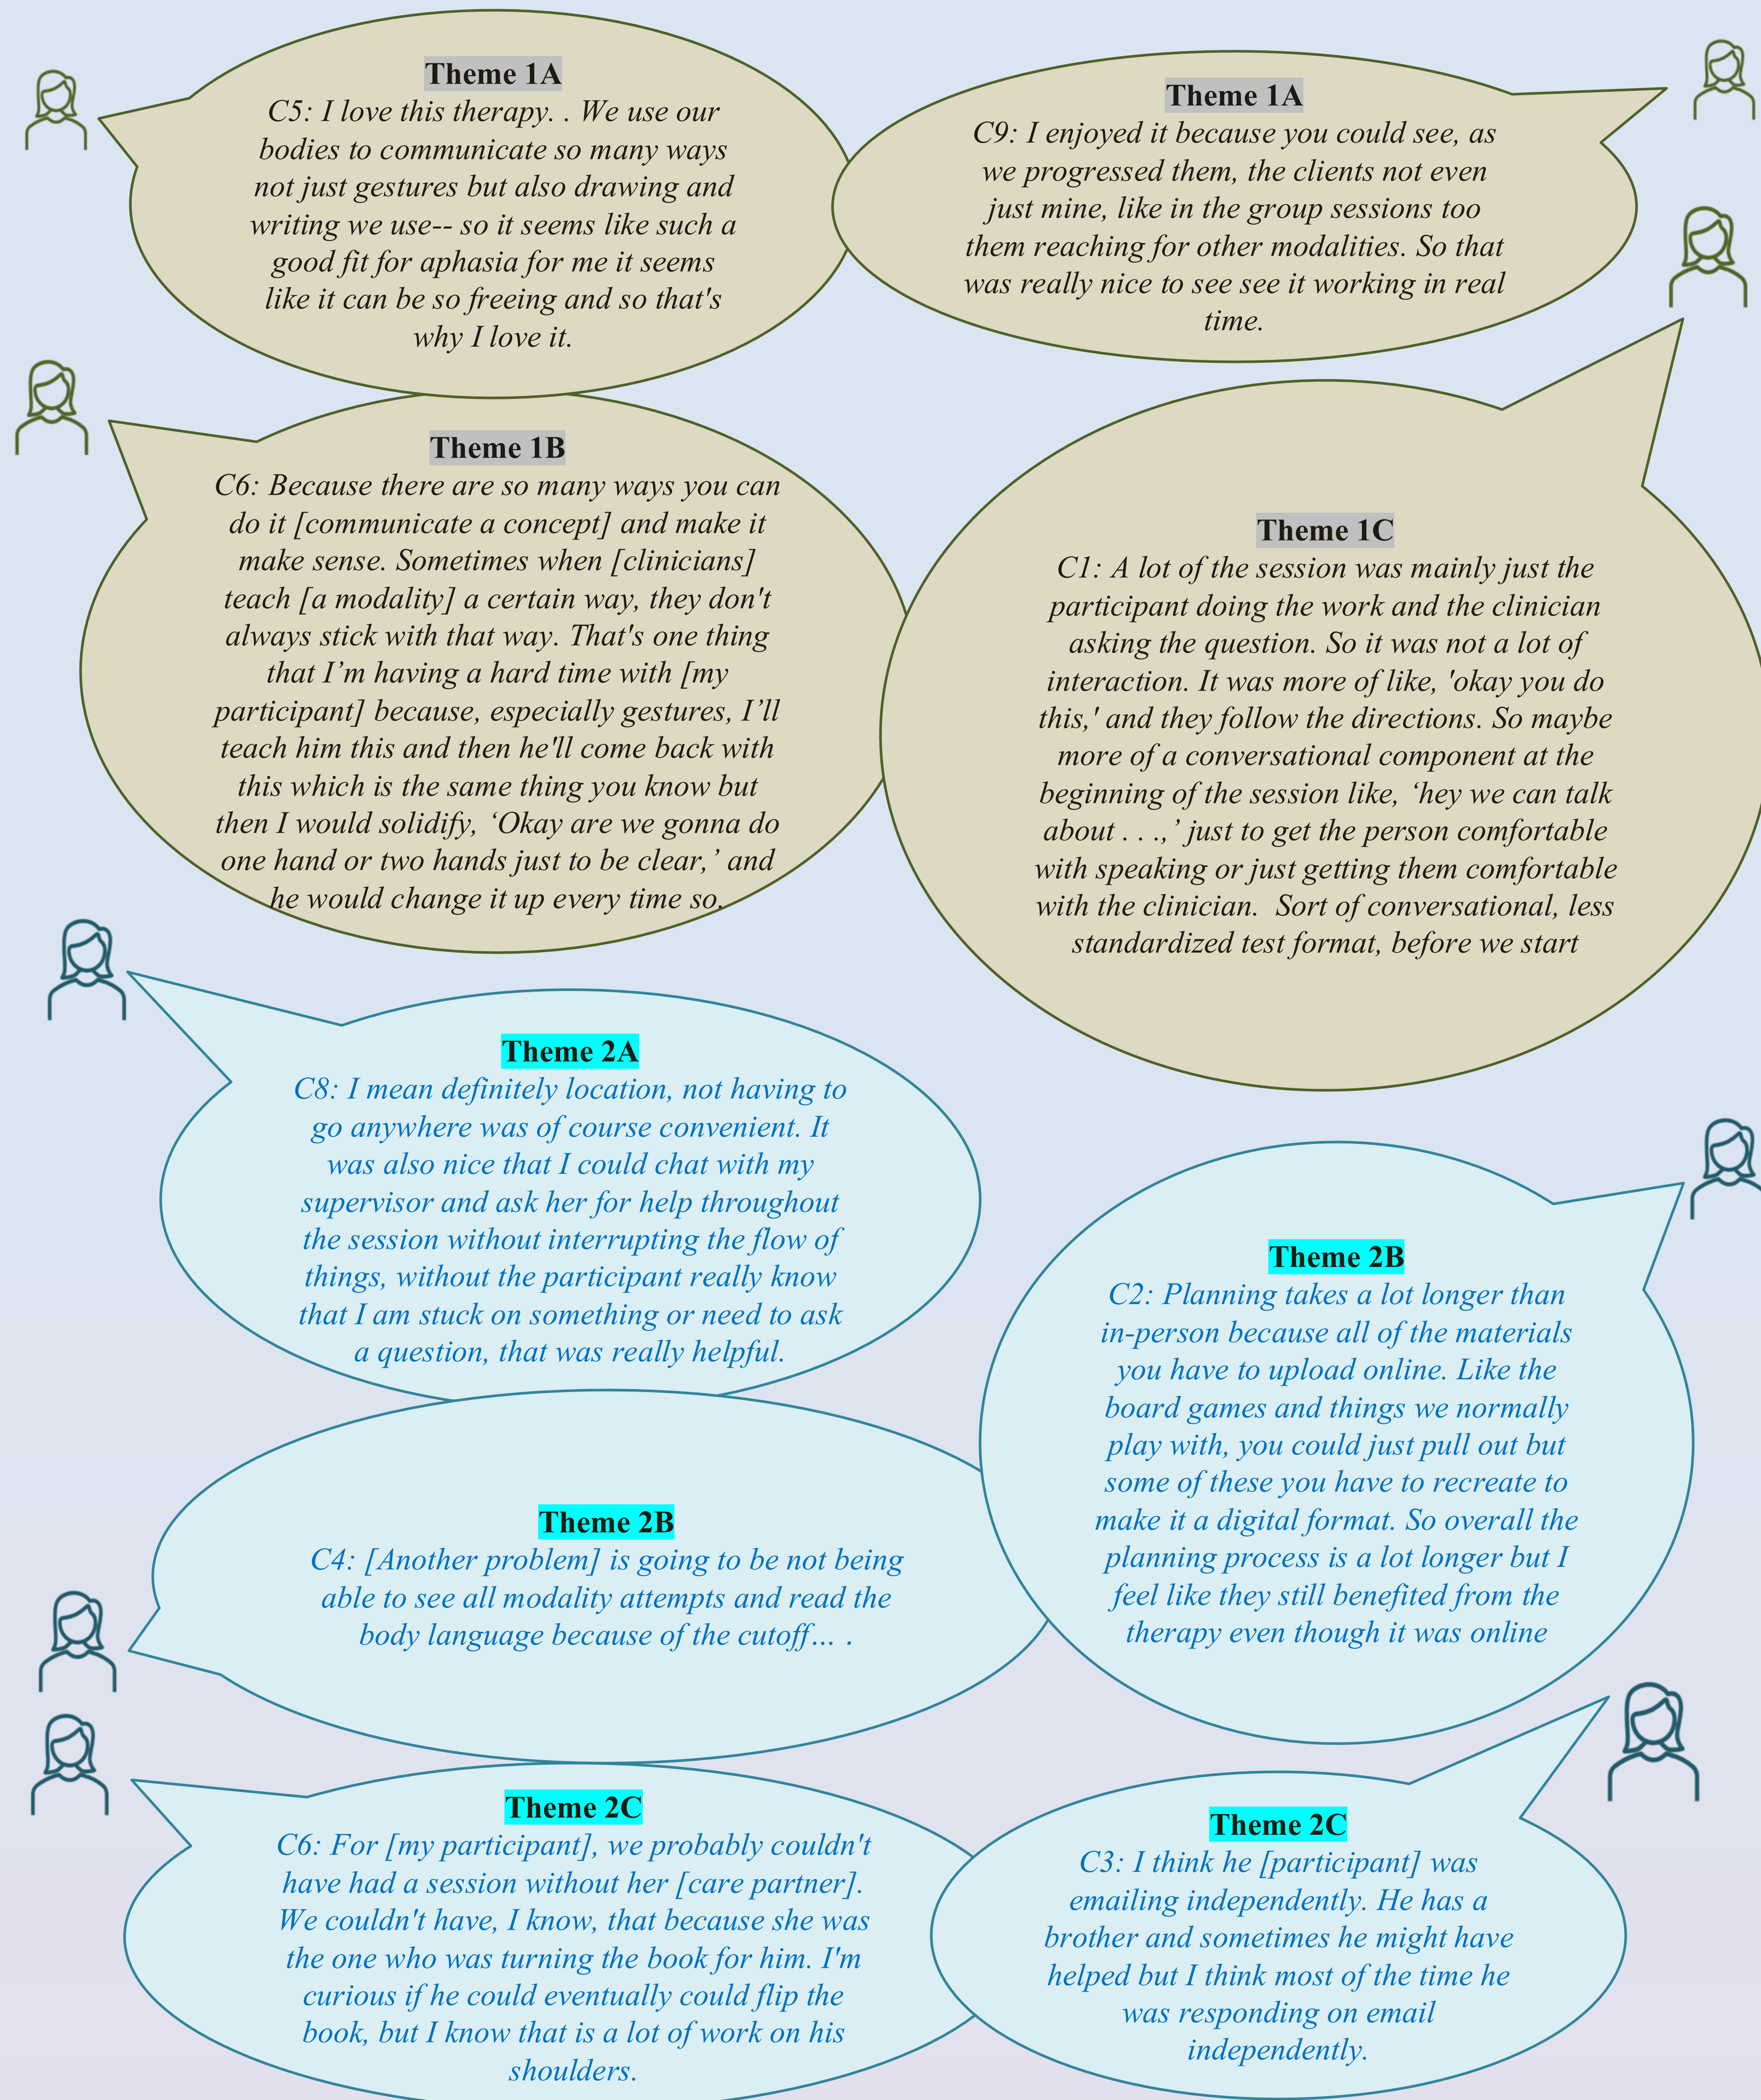 Theme 1A
C5: I love this therapy. . We use our
bodies to communicate so many ways
not just gestures but also drawing and
writing we use-- so it seems like such a
good fit for aphasia for me it seems
like it can be so freeing and so that's
why I love it.
Theme 1A
C9: I enjoyed it because you could see, as
we progressed them, the clients not even
just mine, like in the group sessions too
them reaching for other modalities. So that
was really nice to see see it working in real
time.
Theme 1B
C6: Because there are so many ways you can
do it [communicate a concept] and make it
make sense. Sometimes when [clinicians]
teach [a modality] a certain way, they don't
always stick with that way. That's one thing
that I’m having a hard time with [my
participant] because, especially gestures, I’ll
teach him this and then he'll come back with
this which is the same thing you know but
then I would solidify, ‘Okay are we gonna do
one hand or two hands just to be clear,’ and
he would change it up every time so.
Theme 1C
C1: A lot of the session was mainly just the
participant doing the work and the clinician
asking the question. So it was not a lot of
interaction. It was more of like, 'okay you do
this,' and they follow the directions. So maybe
more of a conversational component at the
beginning of the session like, ‘hey we can talk
about . . .,’ just to get the person comfortable
with speaking or just getting them comfortable
with the clinician.  Sort of conversational, less
standardized test format, before we start
Theme 2A
C8: I mean definitely location, not having to
go anywhere was of course convenient. It
was also nice that I could chat with my
supervisor and ask her for help throughout
the session without interrupting the flow of
things, without the participant really know
that I am stuck on something or need to ask
a question, that was really helpful.
Theme 2B
C2: Planning takes a lot longer than
in-person because all of the materials
you have to upload online. Like the
board games and things we normally
play with, you could just pull out but
some of these you have to recreate to
make it a digital format. So overall the
planning process is a lot longer but I
feel like they still benefited from the
therapy even though it was online
Theme 2B
C4: [Another problem] is going to be not being
able to see all modality attempts and read the
body language because of the cutoff... .
Theme 2C
C6: For [my participant], we probably couldn't
have had a session without her [care partner].
We couldn't have, I know, that because she was
the one who was turning the book for him. I'm
curious if he could eventually could flip the
book, but I know that is a lot of work on his
shoulders.
Theme 2C
C3: I think he [participant] was
emailing independently. He has a
brother and sometimes he might have
helped but I think most of the time he
was responding on email
independently.